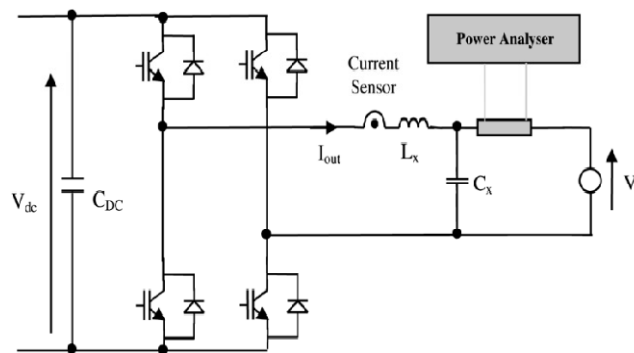 Power Analyser
Current
Sensor
I_out
L_x
C_x
V
V_dc
C_DC